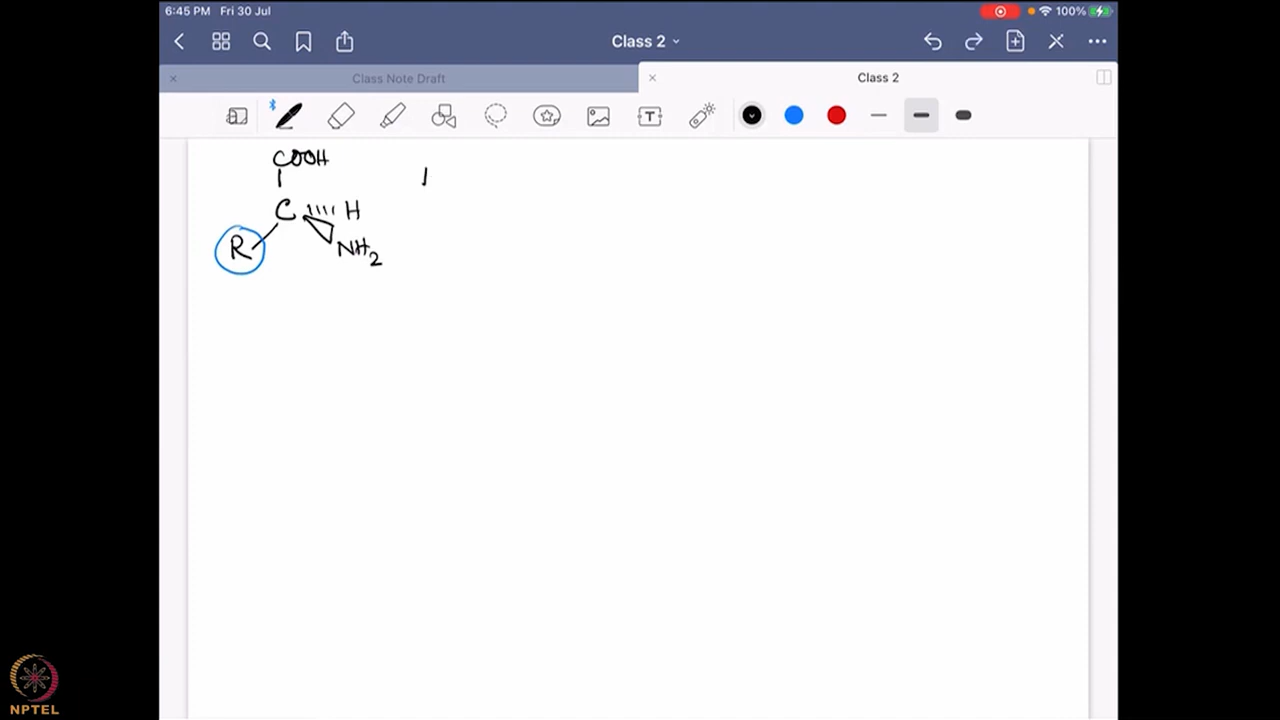 6:45 PM Fri 30 Jul
100%
Class 2
Class Note Draft
Class 2
T
COOH
C H
R
NH2
NPTEL